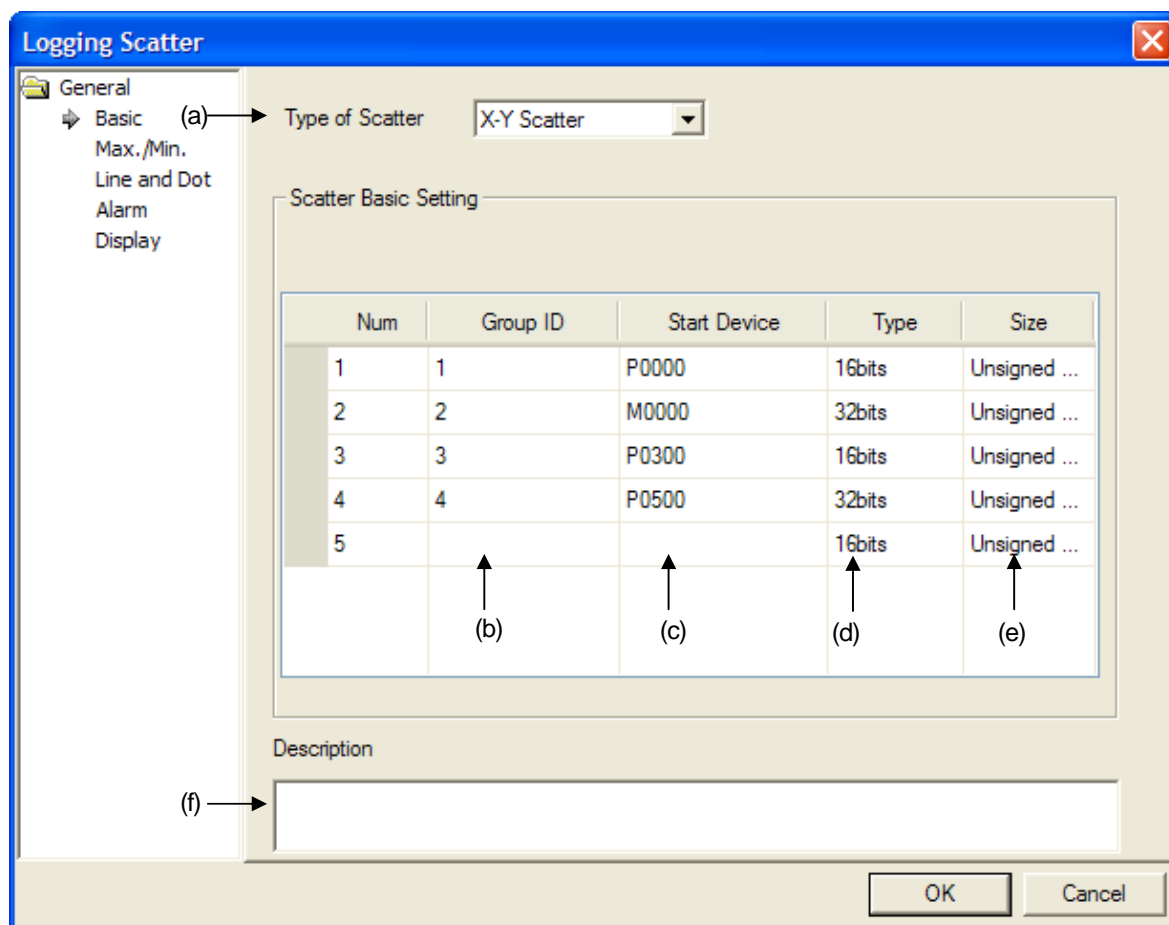 Logging Scatter
General
Basic
Max./Min.
Line and Dot
Alarm
Display
(a)
Type of Scatter X-Y Scatter
Scatter Basic Setting
Num Group ID Start Device Type Size
1 1 P0000 16bits Unsigned ...
2 2 M0000 32bits Unsigned ...
3 3 P0300 16bits Unsigned ...
4 4 P0500 32bits Unsigned ...
5 16bits Unsigned ...
(b) (c) (d) (e)
Description
(f)
OK Cancel